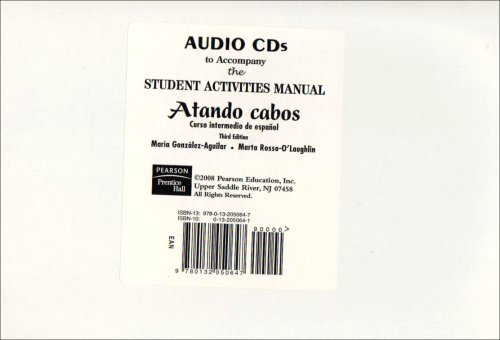 AUDIO CDs
to Accompany
the
STUDENT ACTIVITIES MANUAL
Atando cabos
Curso intermedio de español
Third Edition
María González-Aguilar • Marta Rosso-O'Laughlin
PEARSON
Prentice
Hall
©2008 Pearson Education, Inc.
Upper Saddle River, NJ 07458
All Rights Reserved.
ISBN-13: 978-0-13-205064-7
ISBN-10: 0-13-205064-1
90000>
EAN
9 780132 050647